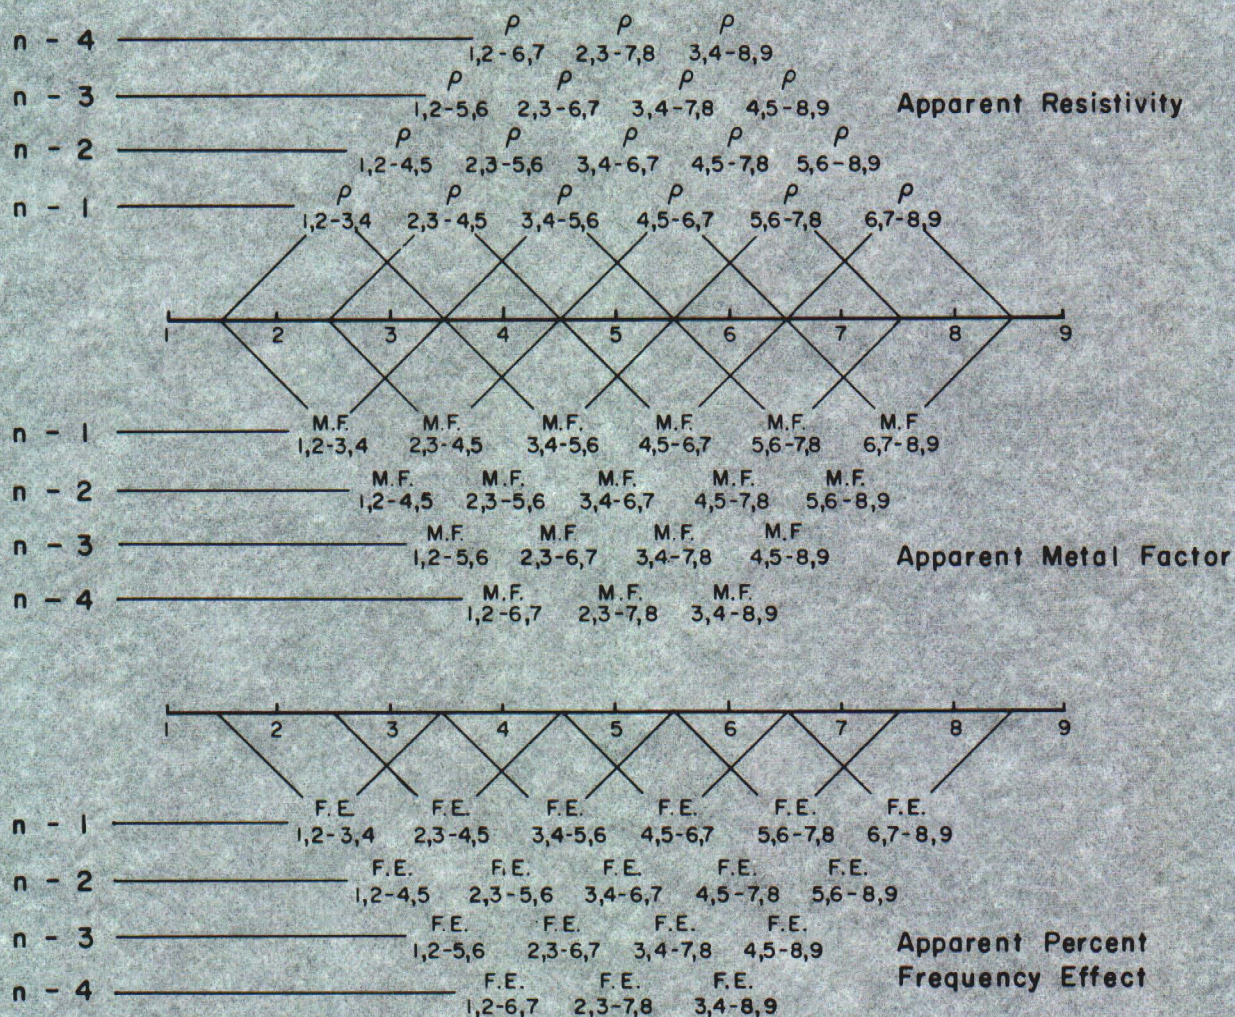 ρ ρ ρ
n - 4 1,2-6,7 2,3-7,8 3,4-8,9
ρ ρ ρ ρ
n - 3 1,2-5,6 2,3-6,7 3,4-7,8 4,5-8,9 Apparent Resistivity
ρ ρ ρ ρ ρ
n - 2 1,2-4,5 2,3-5,6 3,4-6,7 4,5-7,8 5,6-8,9
ρ ρ ρ ρ ρ ρ
n - 1 1,2-3,4 2,3-4,5 3,4-5,6 4,5-6,7 5,6-7,8 6,7-8,9
1 2 3 4 5 6 7 8 9
M.F. M.F. M.F. M.F. M.F. M.F
n - 1 1,2-3,4 2,3-4,5 3,4-5,6 4,5-6,7 5,6-7,8 6,7-8,9
M.F. M.F. M.F. M.F. M.F.
n - 2 1,2-4,5 2,3-5,6 3,4-6,7 4,5-7,8 5,6-8,9
M.F. M.F. M.F. M.F
n - 3 1,2-5,6 2,3-6,7 3,4-7,8 4,5-8,9 Apparent Metal Factor
M.F. M.F. M.F.
n - 4 1,2-6,7 2,3-7,8 3,4-8,9
1 2 3 4 5 6 7 8 9
F.E. F.E. F.E. F.E. F.E. F.E.
n - 1 1,2-3,4 2,3-4,5 3,4-5,6 4,5-6,7 5,6-7,8 6,7-8,9
F.E. F.E. F.E. F.E. F.E.
n - 2 1,2-4,5 2,3-5,6 3,4-6,7 4,5-7,8 5,6-8,9
F.E. F.E. F.E. F.E.
n - 3 1,2-5,6 2,3-6,7 3,4-7,8 4,5-8,9 Apparent Percent
Frequency Effect
F.E. F.E. F.E.
n - 4 1,2-6,7 2,3-7,8 3,4-8,9